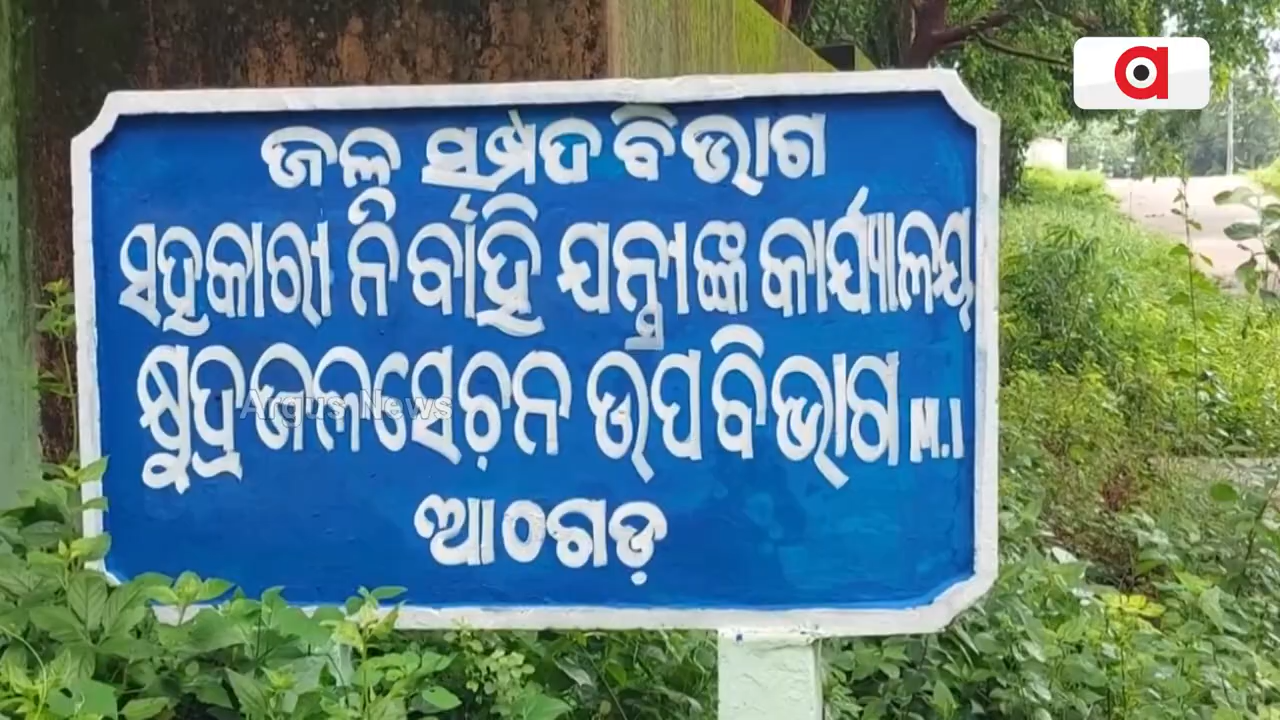 ଜଳ ସମ୍ପଦ ବିଭାଗ
ସହକାରୀ ନିର୍ବାହି ଯନ୍ତ୍ରୀଙ୍କ କାର୍ଯ୍ୟାଳୟ
କ୍ଷୁଦ୍ର ଜଳସେଚନ ଉପ ବିଭାଗ M.I
ଆଠଗଡ଼
Argus News
a